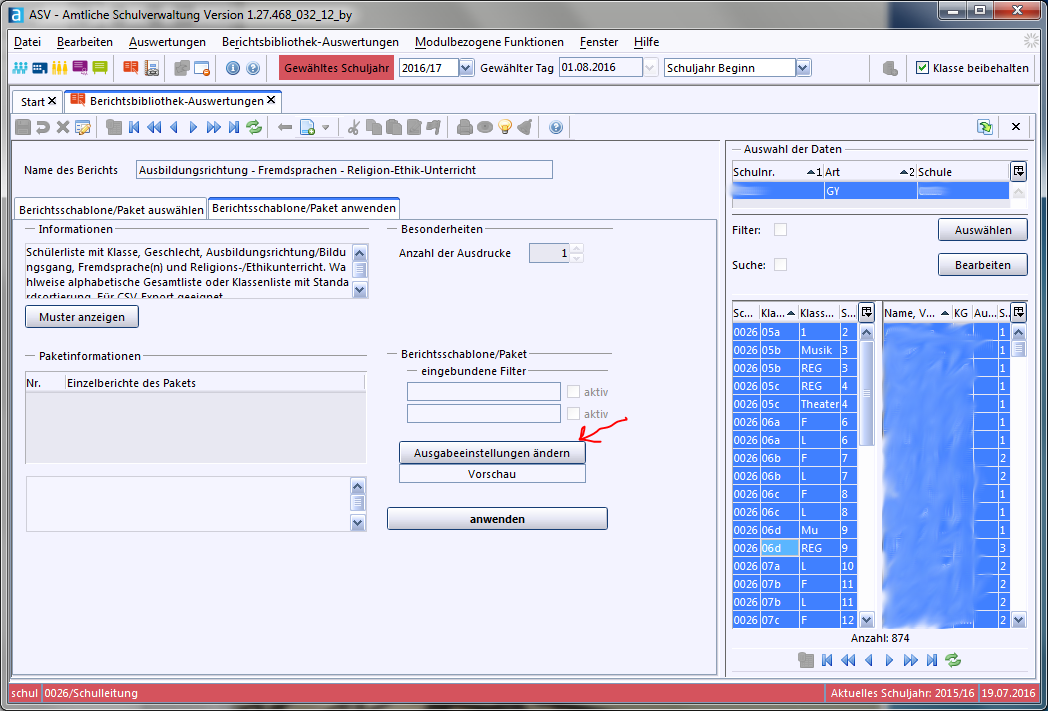 ASV - Amtliche Schulverwaltung Version 1.27.468_032_12_by
Datei Bearbeiten Auswertungen Berichtsbibliothek-Auswertungen Modulbezogene Funktionen Fenster Hilfe
Gewähltes Schuljahr 2016/17 Gewählter Tag 01.08.2016 Schuljahr Beginn Klasse beibehalten
Start Berichtsbibliothek-Auswertungen
Name des Berichts Ausbildungsrichtung - Fremdsprachen - Religion-Ethik-Unterricht
Berichtsschablone/Paket auswählen Berichtsschablone/Paket anwenden
Informationen
Schülerliste mit Klasse, Geschlecht, Ausbildungsrichtung/Bildu
ngsgang, Fremdsprache(n) und Religions-/Ethikunterricht. Wa
hlweise alphabetische Gesamtliste oder Klassenliste mit Standa
rdsortierung. Für CSV-Export geeignet.
Muster anzeigen
Besonderheiten
Anzahl der Ausdrucke 1
Paketinformationen
Nr. Einzelberichte des Pakets
Berichtsschablone/Paket
eingebundene Filter
aktiv
aktiv
Ausgabeeinstellungen ändern
Vorschau
anwenden
Auswahl der Daten
Schulnr. 1 Art 2 Schule
GY
Filter: Auswählen
Suche: Bearbeiten
Sc... Kla... Klass... S... Name, V... KG Au... S..
0026 05a 1 2 1
0026 05b Musik 3 1
0026 05b REG 3 1
0026 05c REG 4 1
0026 05c Theater 4 1
0026 06a F 6 1
0026 06a L 6 1
0026 06b F 7 2
0026 06b L 7 2
0026 06c F 8 1
0026 06c L 8 1
0026 06d Mu 9 1
0026 06d REG 9 3
0026 07a L 10 2
0026 07b F 11 2
0026 07b L 11 2
0026 07c F 12 2
Anzahl: 874
schul 0026/Schulleitung Aktuelles Schuljahr: 2015/16 19.07.2016